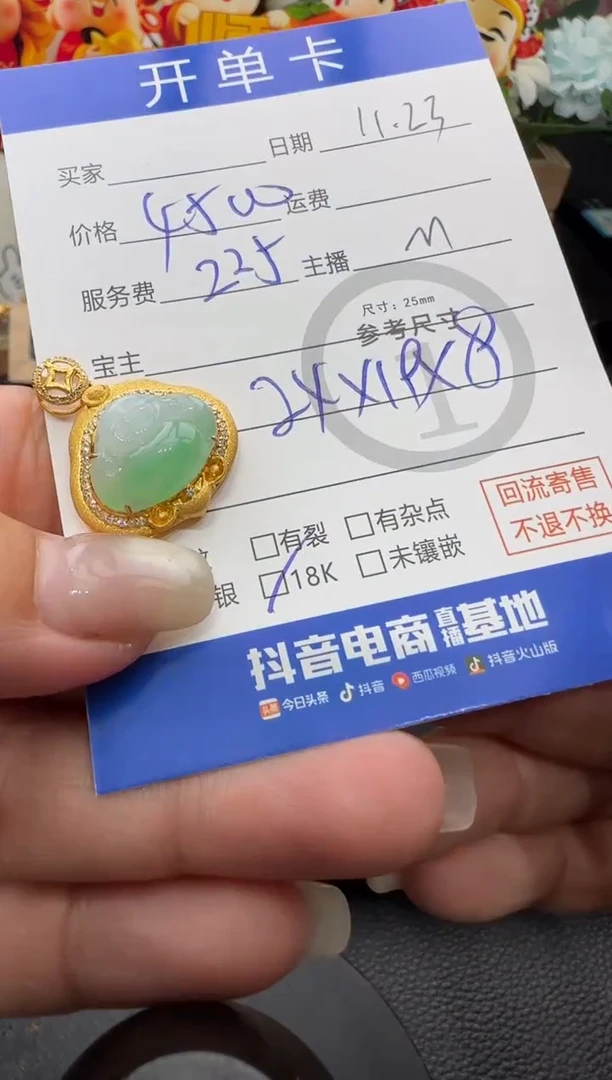 开单卡
买家 日期 11.23
价格 4500 运费
服务费 225 主播 M
尺寸：25mm
宝主 参考尺寸
1
有裂 有杂点
银 18K 未镶嵌
回流寄售
不退不换
抖音电商直播基地
头条 今日头条 抖音 西瓜视频 抖音火山版